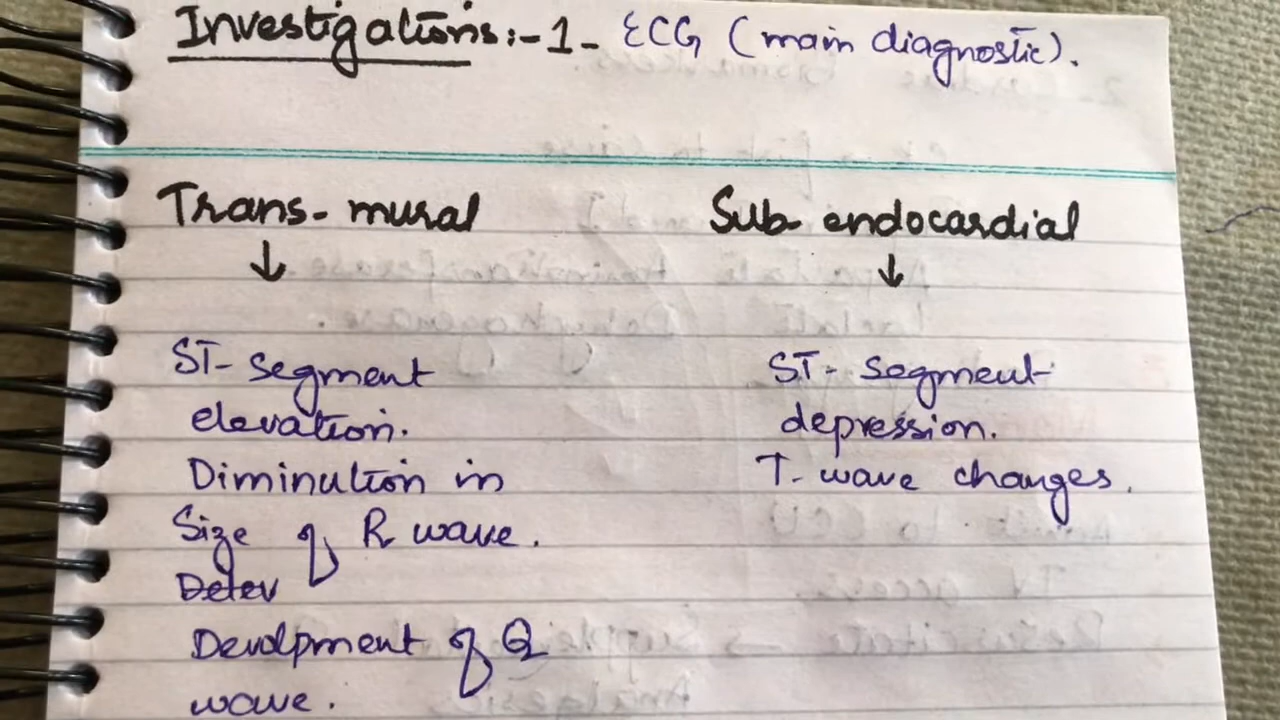 Investigations:- 1- ECG (main diagnostic).
Trans- mural
↓
ST- segment
elevation.
Diminution in
Size of R wave.
Detev
Devolpment of Q
wave.
Sub endocardial
↓
ST- segment
depression.
T- wave changes.